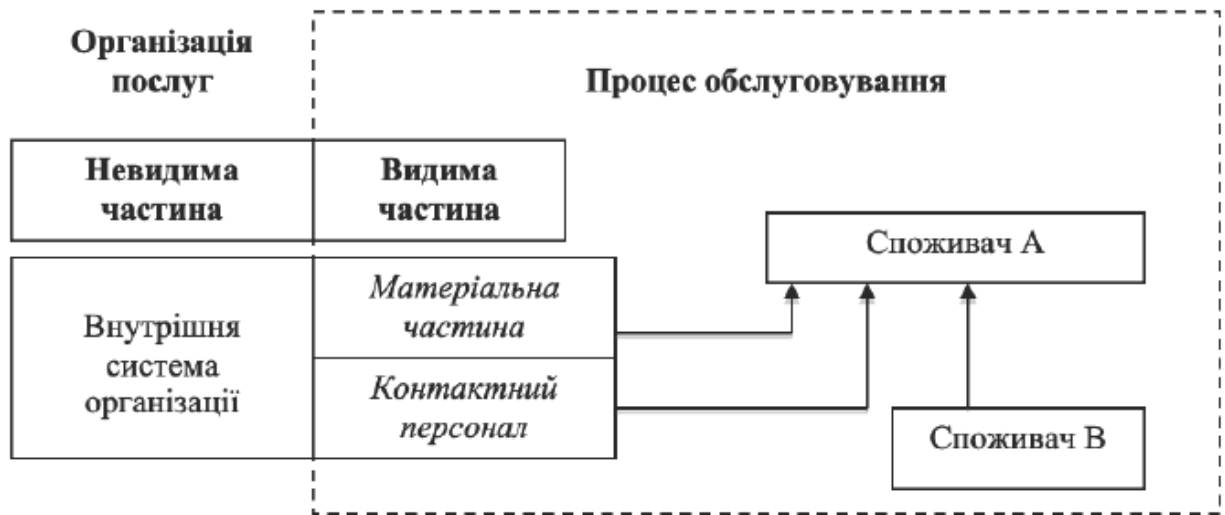 Організація
послуг
Процес обслуговування
Невидима
частина
Видима
частина
Споживач А
Матеріальна
частина
Внутрішня
система
організації
Контактний
персонал
Споживач В